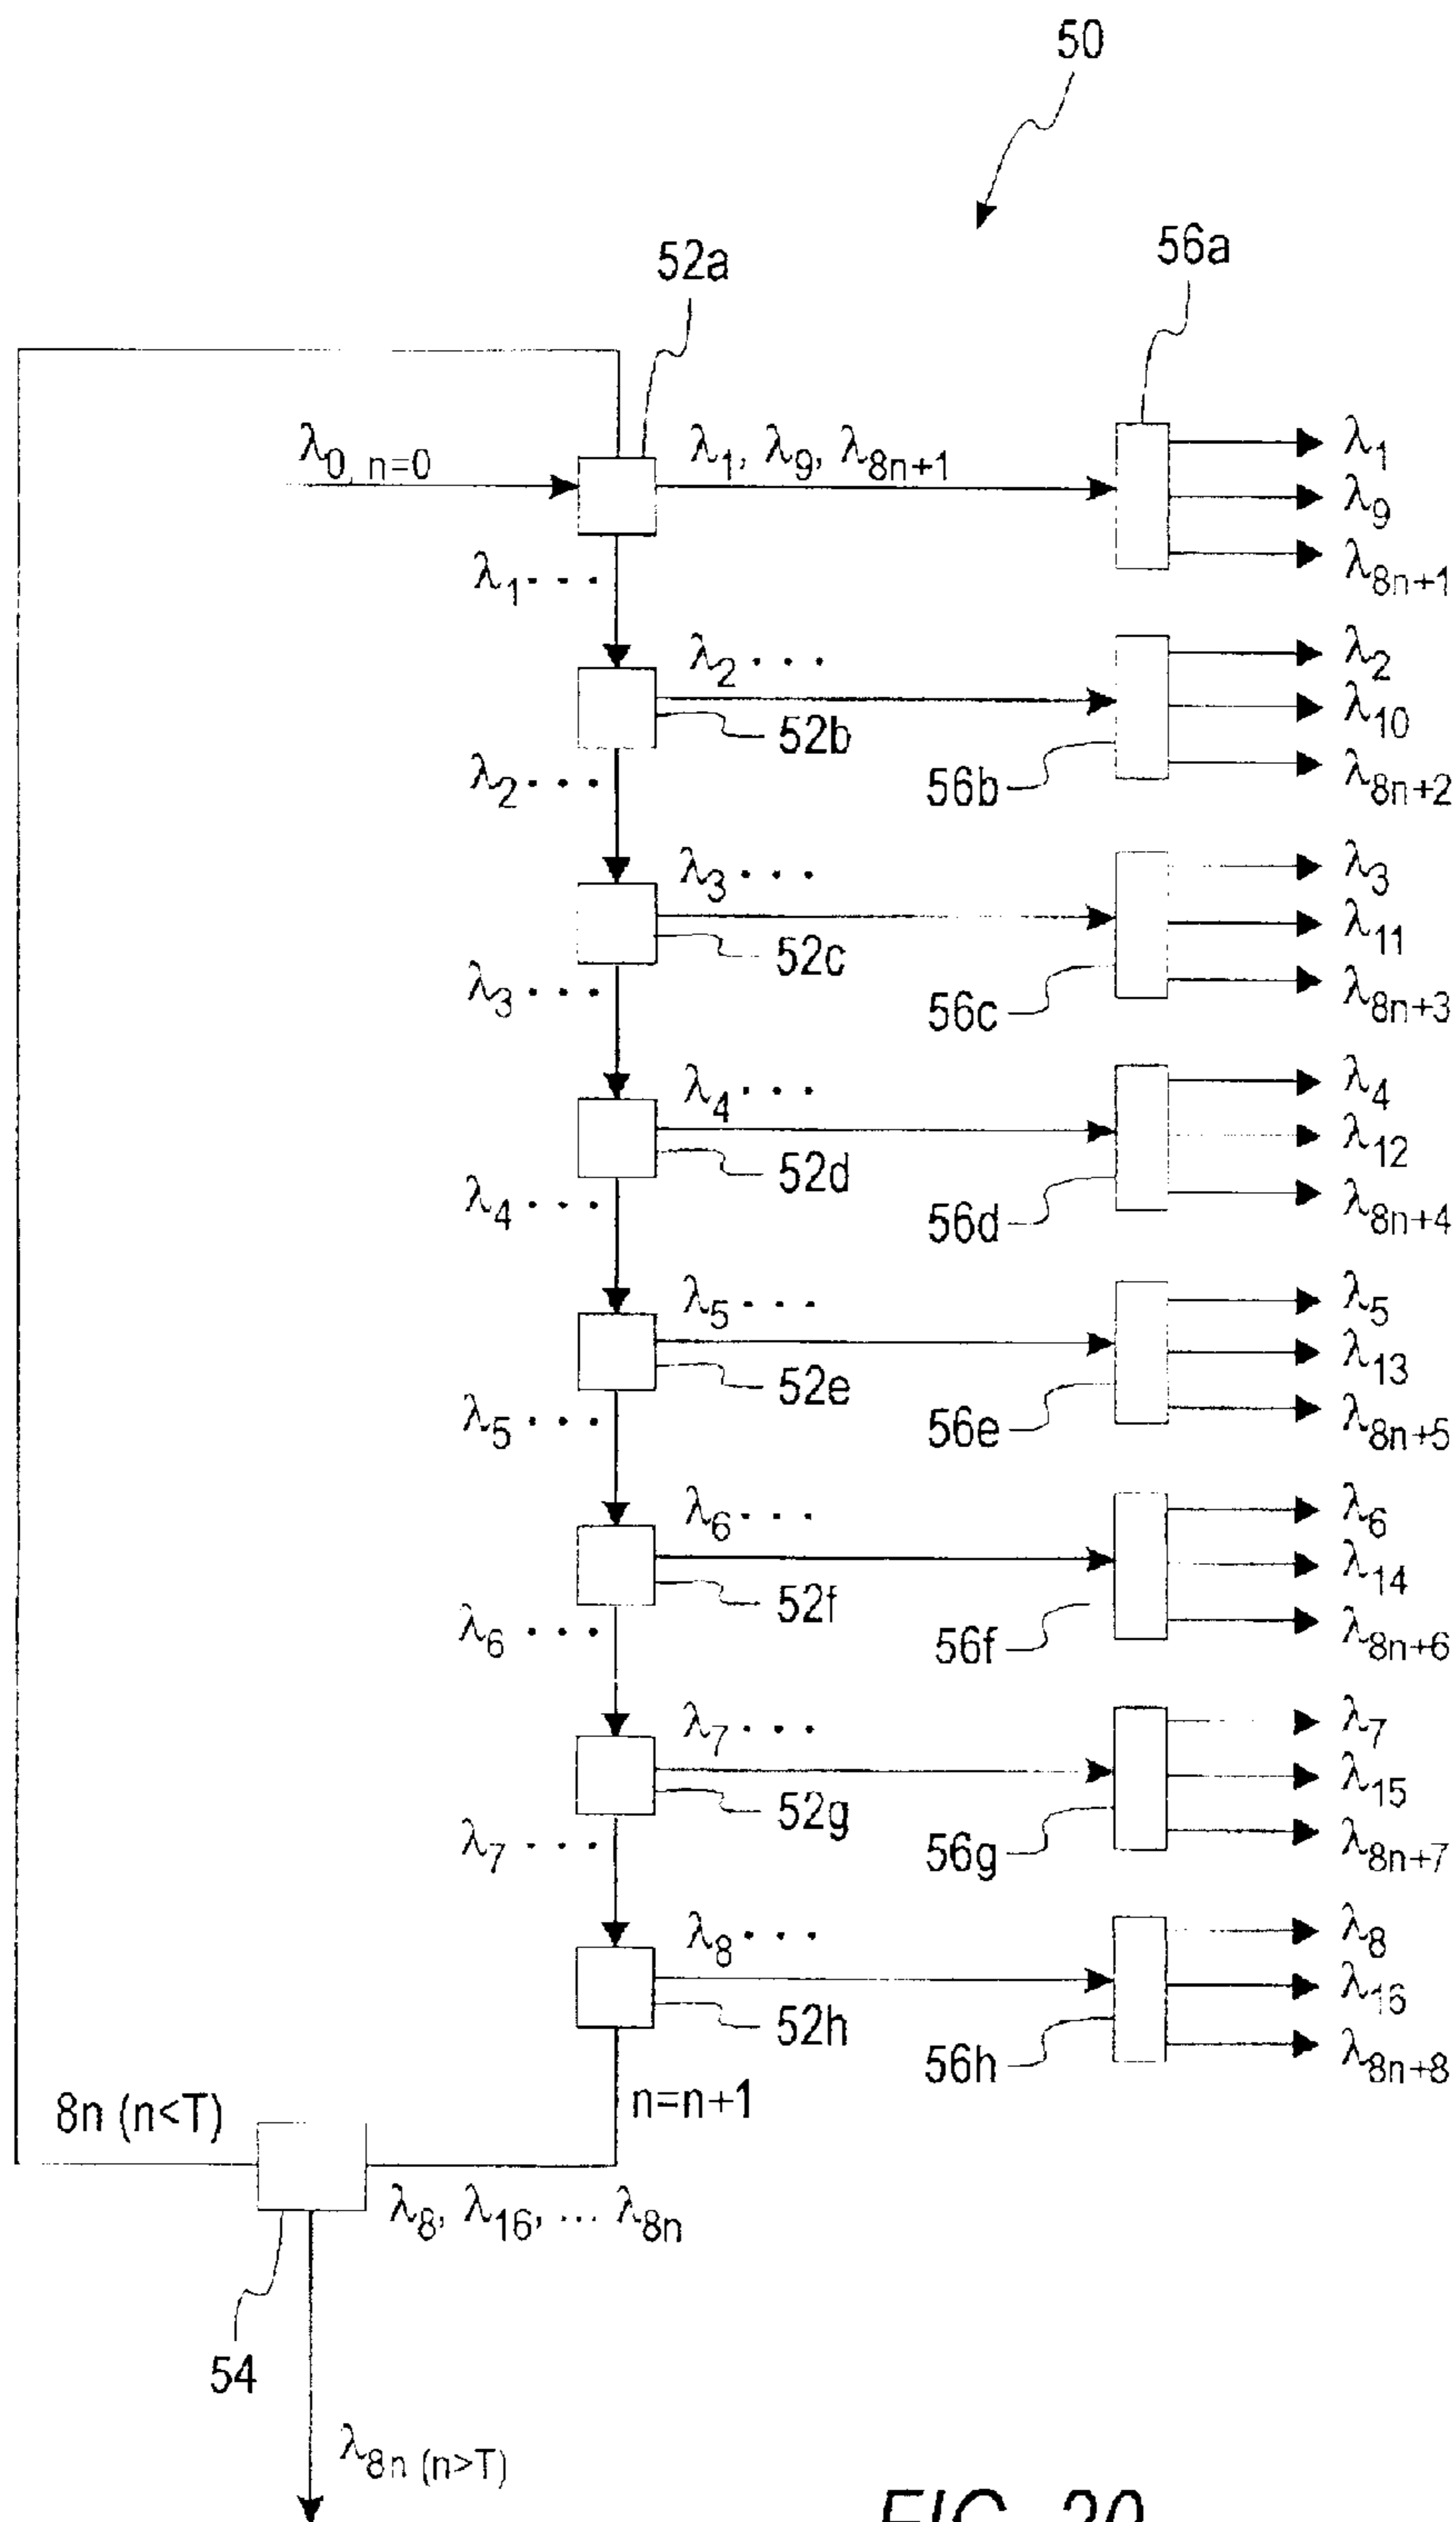 50
52a
56a
λ0, n=0
λ1, λ9, λ8n+1
λ1
λ9
λ8n+1
λ1 . . .
λ2 . . .
52b
56b
λ2
λ10
λ8n+2
λ2 . . .
λ3 . . .
52c
56c
λ3
λ11
λ8n+3
λ3 . . .
λ4 . . .
52d
56d
λ4
λ12
λ8n+4
λ4 . . .
λ5 . . .
52e
56e
λ5
λ13
λ8n+5
λ5 . . .
λ6 . . .
52f
56f
λ6
λ14
λ8n+6
λ6 . . .
λ7 . . .
52g
56g
λ7
λ15
λ8n+7
λ7 . . .
λ8 . . .
52h
56h
λ8
λ16
λ8n+8
8n (n<T)
n=n+1
λ8, λ16, ... λ8n
54
λ8n (n>T)
FIG. 20